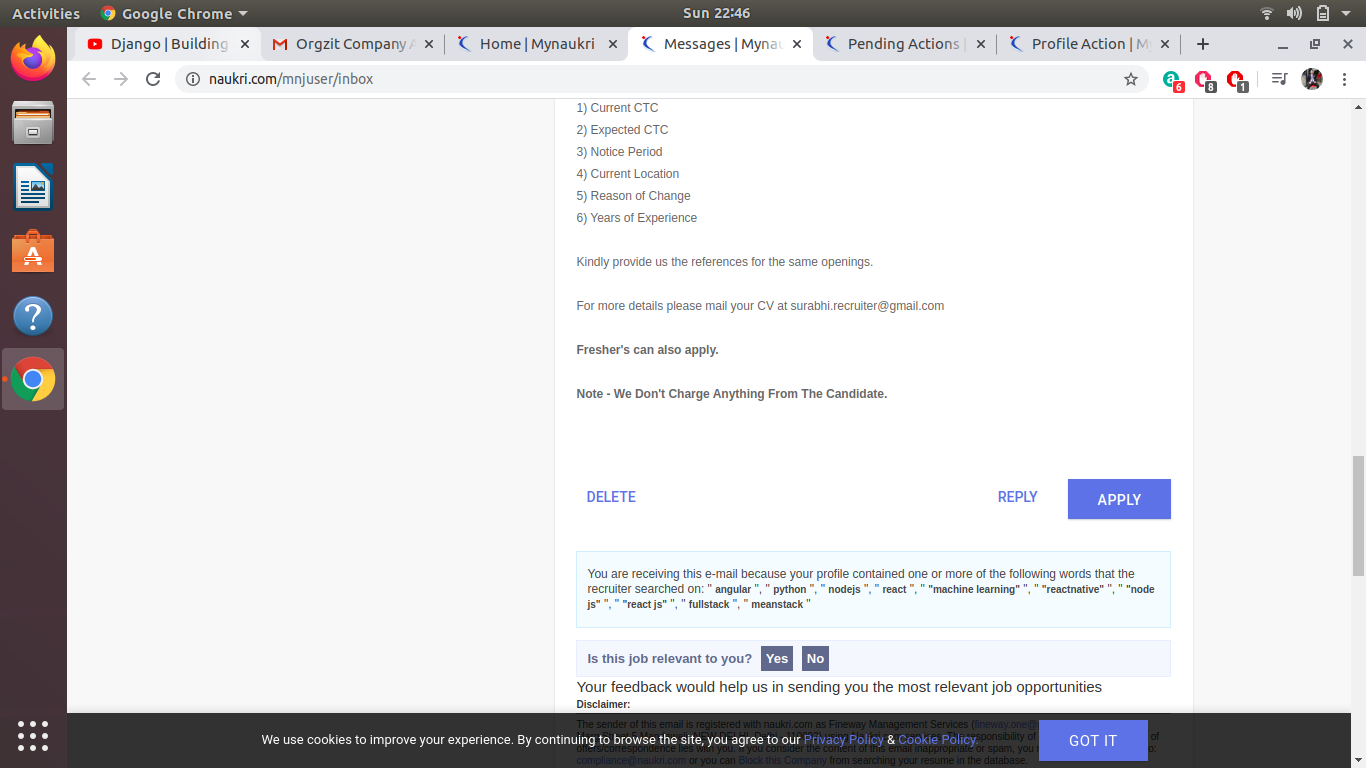 Activities
Google Chrome
Sun 22:46
Django | Building
Orgzit Company
Home | Mynaukri
Messages | Mynau
Pending Actions |
Profile Action | M
naukri.com/mnjuser/inbox
6
8
1
1) Current CTC
2) Expected CTC
3) Notice Period
4) Current Location
5) Reason of Change
6) Years of Experience
Kindly provide us the references for the same openings.
For more details please mail your CV at surabhi.recruiter@gmail.com
Fresher's can also apply.
Note - We Don't Charge Anything From The Candidate.
DELETE
REPLY
APPLY
You are receiving this e-mail because your profile contained one or more of the following words that the
recruiter searched on: " angular ", " python ", " nodejs ", " react ", " "machine learning" ", " "reactnative" ", " "node
js" ", " "react js" ", " fullstack ", " meanstack "
Is this job relevant to you? Yes No
Your feedback would help us in sending you the most relevant job opportunities
Disclaimer:
The sender of this email is registered with naukri.com as Fineway Management Services (fineway.one@
We use cookies to improve your experience. By continuing to browse the site, you agree to our Privacy Policy & Cookie Policy.
GOT IT
offers/correspondence lies with you. If you consider the content of this email inappropriate or spam, you
compliance@naukri.com or you can Block this Company from searching your resume in the database.